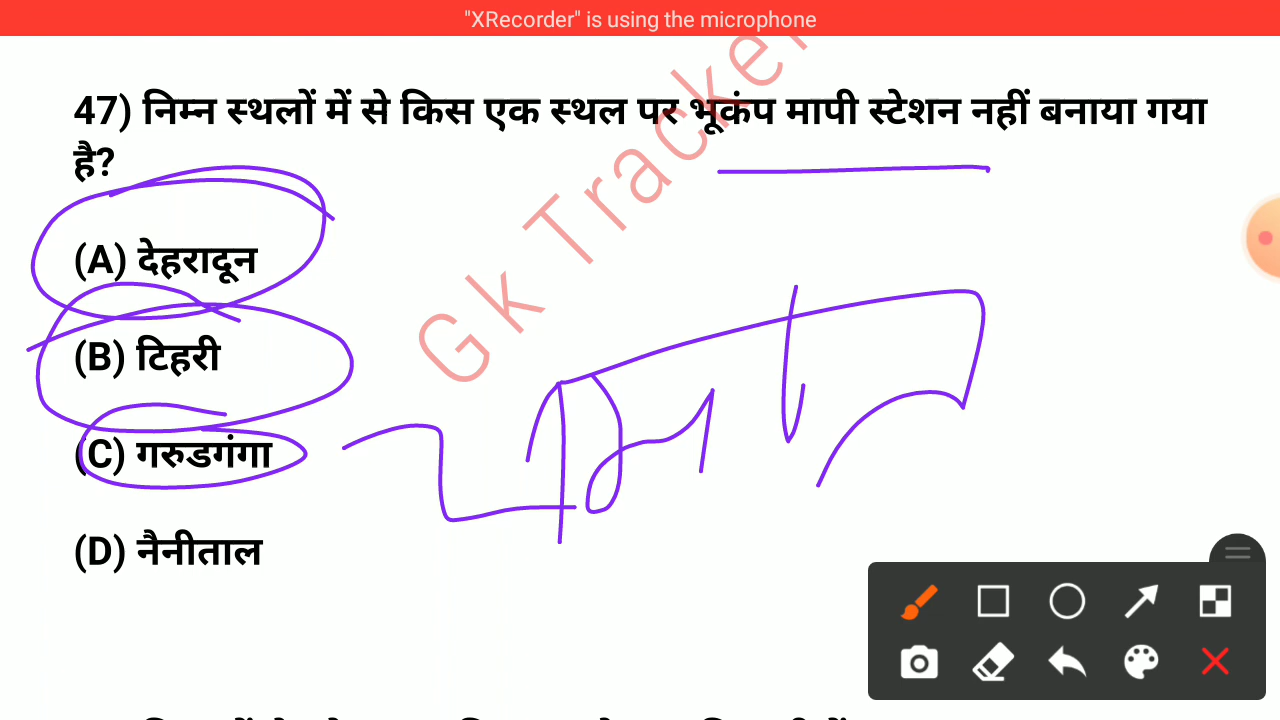 "XRecorder" is using the microphone
47) निम्न स्थलों में से किस एक स्थल पर भूकंप मापी स्टेशन नहीं बनाया गया
है?
Gk Tracker
(A) देहरादून
(B) टिहरी
(C) गरुडगंगा
(D) नैनीताल